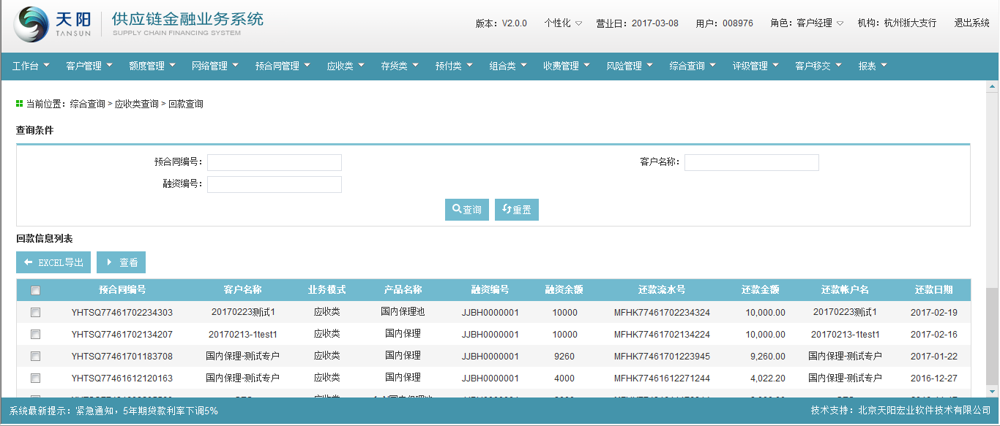 天阳 TANSUN 供应链金融业务系统 SUPPLY CHAIN FINANCING SYSTEM
版本：V2.0.0 个性化 营业日：2017-03-08 用户：008976 角色：客户经理 机构：杭州浙大支行 退出系统
工作台 客户管理 额度管理 网络管理 预合同管理 应收类 存货类 预付类 组合类 收费管理 风险管理 综合查询 评级管理 客户移交 报表
当前位置：综合查询 > 应收类查询 > 回款查询
查询条件
预合同编号： 客户名称：
融资编号：
查询 重置
回款信息列表
EXCEL导出 查看
预合同编号 客户名称 业务模式 产品名称 融资编号 融资余额 还款流水号 还款金额 还款帐户名 还款日期
YHTSQ77461702234303 20170223测试1 应收类 国内保理池 JJBH0000001 10000 MFHK77461702234324 10,000.00 20170223测试1 2017-02-19
YHTSQ77461702134207 20170213-1test1 应收类 国内保理 JJBH0000001 10000 MFHK77461702134224 10,000.00 20170213-1test1 2017-02-16
YHTSQ77461701183708 国内保理-测试专户 应收类 国内保理 JJBH0000001 9260 MFHK77461701223945 9,260.00 国内保理-测试专户 2017-01-22
YHTSQ77461612120163 国内保理-测试专户 应收类 国内保理 JJBH0000001 4000 MFHK77461612271244 4,022.20 国内保理-测试专户 2016-12-27
系统最新提示：紧急通知，5年期贷款利率下调5% 技术支持：北京天阳宏业软件技术有限公司